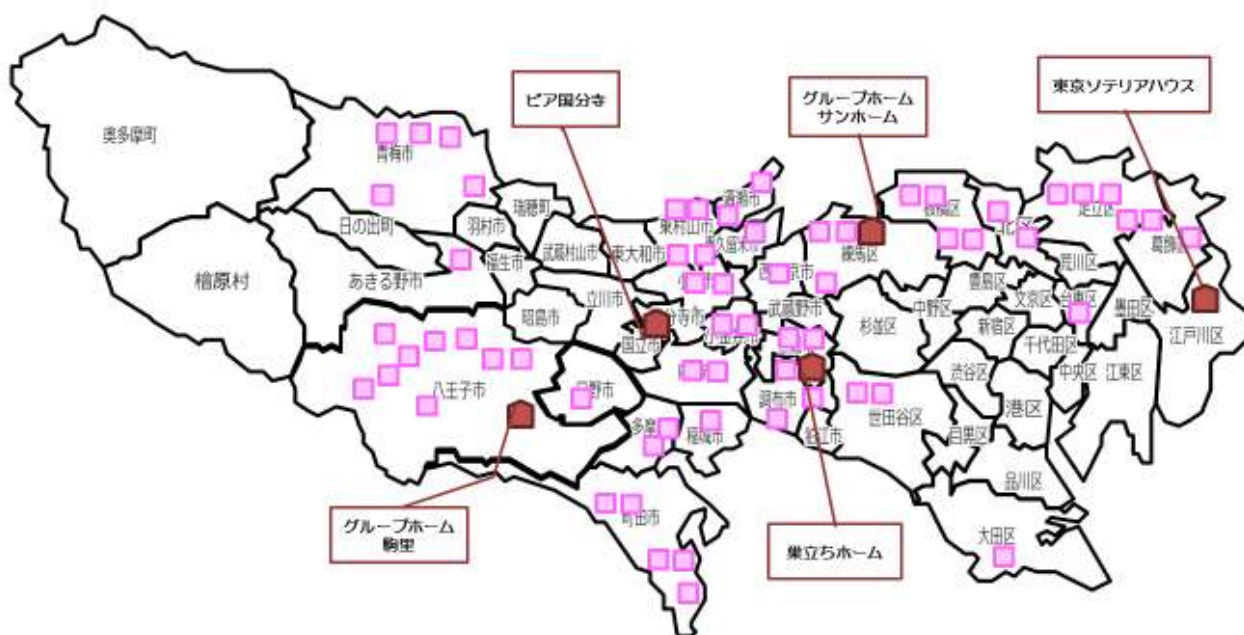 ピア国分寺
グループホーム
サンホーム
東京ソテリアハウス
グループホーム
駒里
巣立ちホーム
奥多摩町
青梅市
日の出町
羽村市
瑞穂町
檜原村
あきる野市
福生市
武蔵村山市
東大和市
東村山市
清瀬市
昭島市
立川市
国立市
八王子市
日野市
稲城市
町田市
調布市
狛江市
武蔵野市
練馬区
板橋区
北区
足立区
葛飾
荒川区
豊島区
文京区
台東区
墨田区
江戸川区
杉並区
中野区
新宿区
千代田区
渋谷区
港区
中央区
江東区
世田谷区
目黒区
品川区
大田区